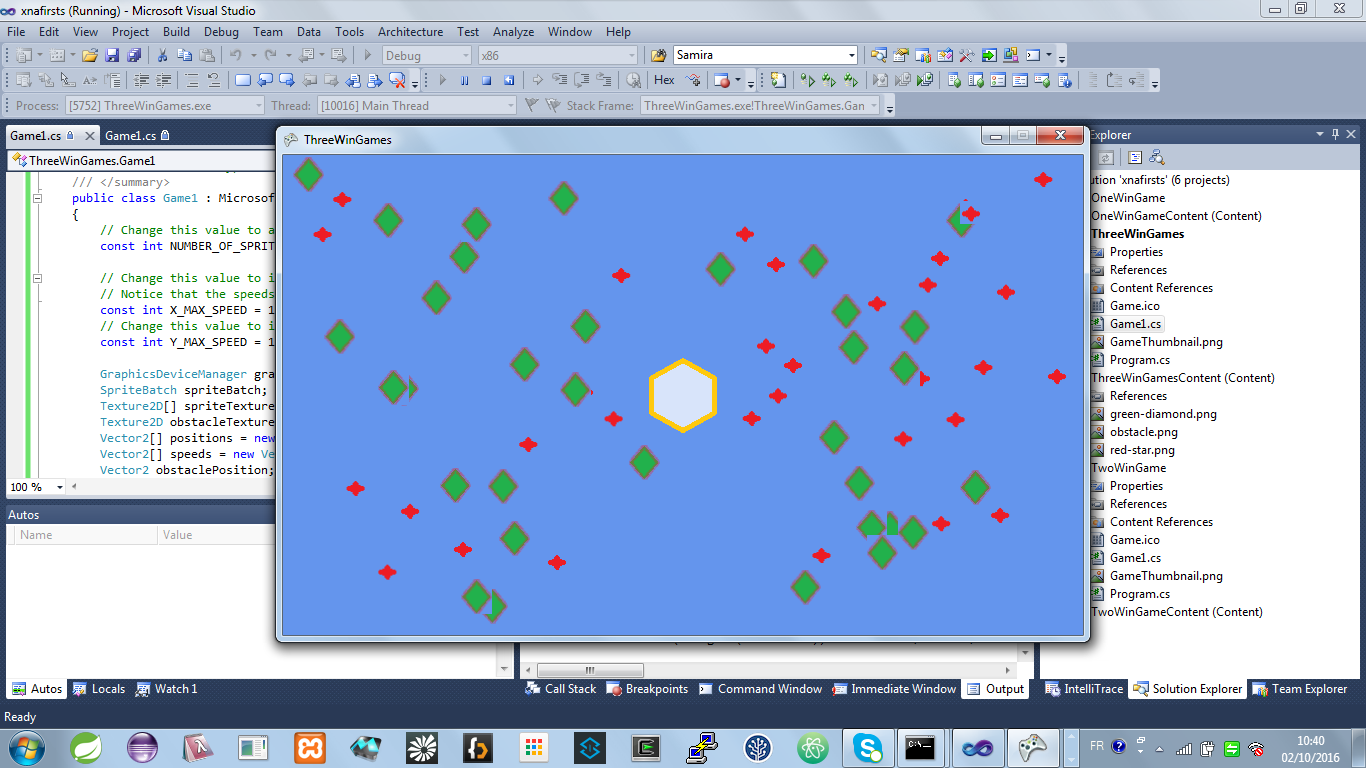 xnafirsts (Running) - Microsoft Visual Studio
File Edit View Project Build Debug Team Data Tools Architecture Test Analyze Window Help
Debug x86 Samira
Hex
Process: [5752] ThreeWinGames.exe Thread: [10016] Main Thread Stack Frame: ThreeWinGames.exe!ThreeWinGames.Gan
Game1.cs Game1.cs
ThreeWinGames
Explorer
ThreeWinGames.Game1
/// </summary>
public class Game1 : Microsof
{
// Change this value to a
const int NUMBER_OF_SPRIT
// Change this value to i
// Notice that the speeds
const int X_MAX_SPEED = 1
// Change this value to i
const int Y_MAX_SPEED = 1
GraphicsDeviceManager gra
SpriteBatch spriteBatch;
Texture2D[] spriteTexture
Texture2D obstacleTexture
Vector2[] positions = new
Vector2[] speeds = new Ve
Vector2 obstaclePosition;
100 %
ution 'xnafirsts' (6 projects)
OneWinGame
OneWinGameContent (Content)
ThreeWinGames
Properties
References
Content References
Game.ico
Game1.cs
GameThumbnail.png
Program.cs
ThreeWinGamesContent (Content)
References
green-diamond.png
obstacle.png
red-star.png
TwoWinGame
Properties
References
Content References
Game.ico
Game1.cs
GameThumbnail.png
Program.cs
TwoWinGameContent (Content)
Autos
Name Value
Autos Locals Watch 1
Call Stack Breakpoints Command Window Immediate Window Output
IntelliTrace Solution Explorer Team Explorer
Ready
FR
10:40
02/10/2016